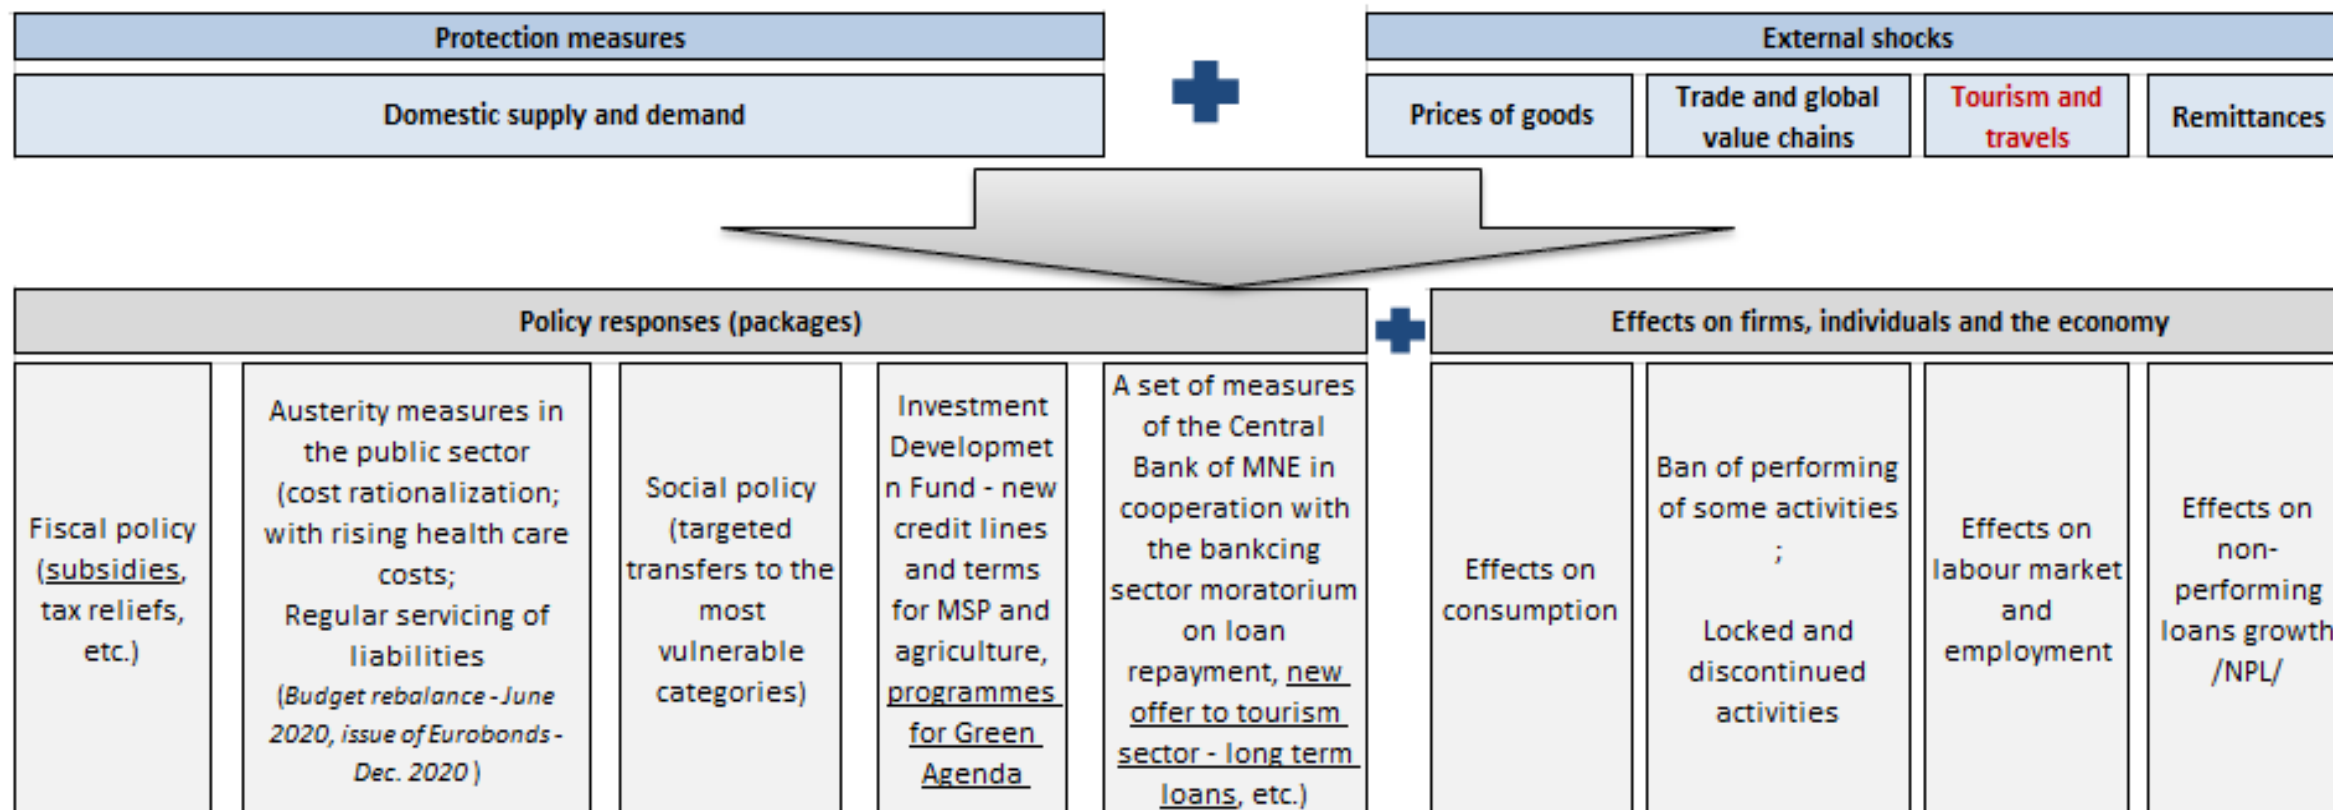 Protection measures
External shocks
Domestic supply and demand
Prices of goods
Trade and global
value chains
Tourism and
travels
Remittances
Policy responses (packages)
Effects on firms, individuals and the economy
Fiscal policy
(subsidies,
tax reliefs,
etc.)
Austerity measures in
the public sector
(cost rationalization;
with rising health care
costs;
Regular servicing of
liabilities
(Budget rebalance - June
2020, issue of Eurobonds -
Dec. 2020 )
Social policy
(targeted
transfers to the
most
vulnerable
categories)
Investment
Developmet
n Fund - new
credit lines
and terms
for MSP and
agriculture,
programmes
for Green
Agenda
A set of measures
of the Central
Bank of MNE in
cooperation with
the bankcing
sector moratorium
on loan
repayment, new
offer to tourism
sector - long term
loans, etc.)
Effects on
consumption
Ban of performing
of some activities
;
Locked and
discontinued
activities
Effects on
labour market
and
employment
Effects on
non-
performing
loans growth
/NPL/